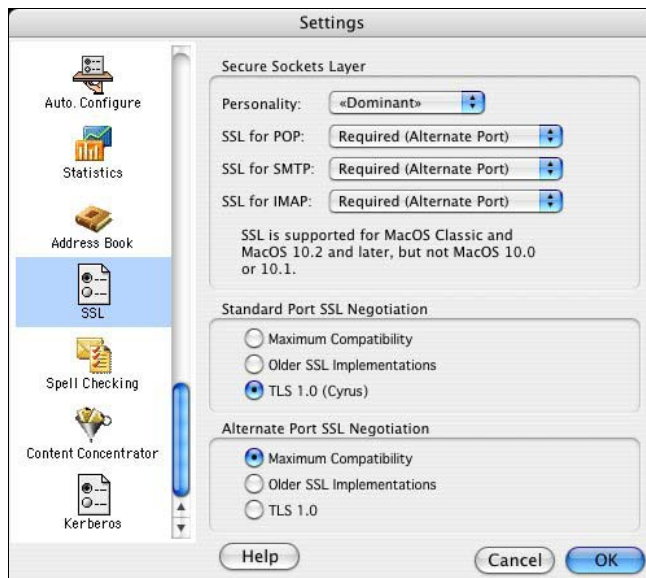 Settings
Auto. Configure
Statistics
Address Book
SSL
Spell Checking
Content Concentrator
Kerberos
Secure Sockets Layer
Personality: «Dominant»
SSL for POP: Required (Alternate Port)
SSL for SMTP: Required (Alternate Port)
SSL for IMAP: Required (Alternate Port)
SSL is supported for MacOS Classic and
MacOS 10.2 and later, but not MacOS 10.0
or 10.1.
Standard Port SSL Negotiation
Maximum Compatibility
Older SSL Implementations
TLS 1.0 (Cyrus)
Alternate Port SSL Negotiation
Maximum Compatibility
Older SSL Implementations
TLS 1.0
Help Cancel OK